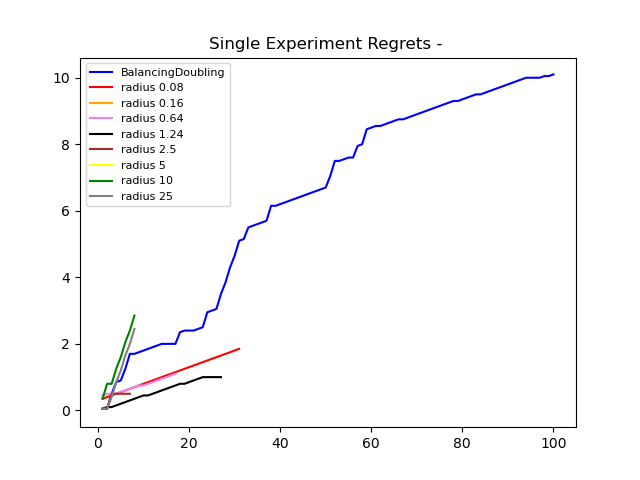 Single Experiment Regrets -
BalancingDoubling
radius 0.08
radius 0.16
radius 0.64
radius 1.24
radius 2.5
radius 5
radius 10
radius 25
10
8
6
4
2
0
0 20 40 60 80 100